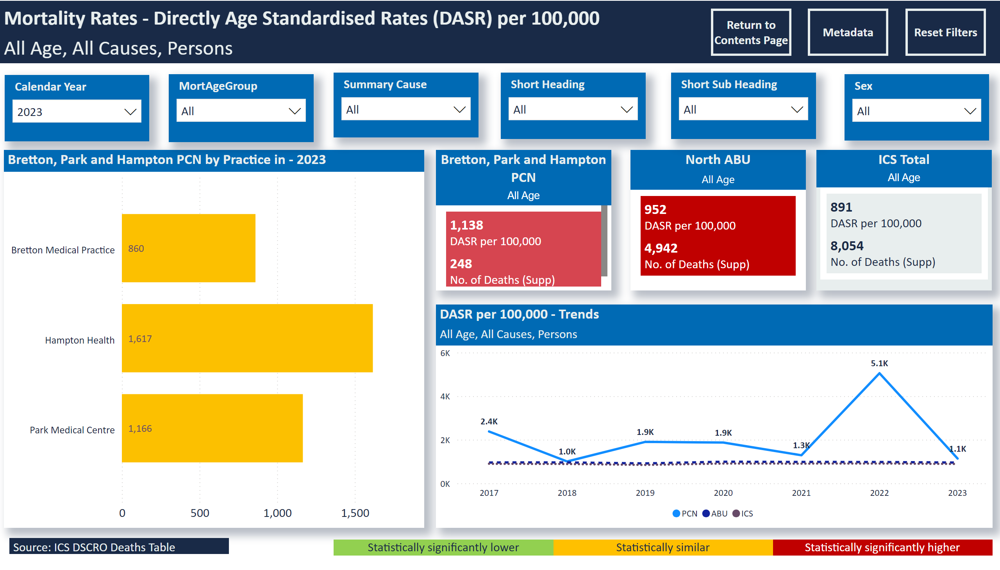 Mortality Rates - Directly Age Standardised Rates (DASR) per 100,000
All Age, All Causes, Persons
Return to
Contents Page
Metadata
Reset Filters
Calendar Year
2023
MortAgeGroup
All
Summary Cause
All
Short Heading
All
Short Sub Heading
All
Sex
All
Bretton, Park and Hampton PCN by Practice in - 2023
Bretton Medical Practice
860
Hampton Health
1,617
Park Medical Centre
1,166
0
500
1,000
1,500
Bretton, Park and Hampton
PCN
All Age
1,138
DASR per 100,000
248
No. of Deaths (Supp)
North ABU
All Age
952
DASR per 100,000
4,942
No. of Deaths (Supp)
ICS Total
All Age
891
DASR per 100,000
8,054
No. of Deaths (Supp)
DASR per 100,000 - Trends
All Age, All Causes, Persons
6K
4K
2K
0K
2.4K
1.0K
1.9K
1.9K
1.3K
5.1K
1.1K
2017
2018
2019
2020
2021
2022
2023
PCN
ABU
ICS
Source: ICS DSCRO Deaths Table
Statistically significantly lower
Statistically similar
Statistically significantly higher